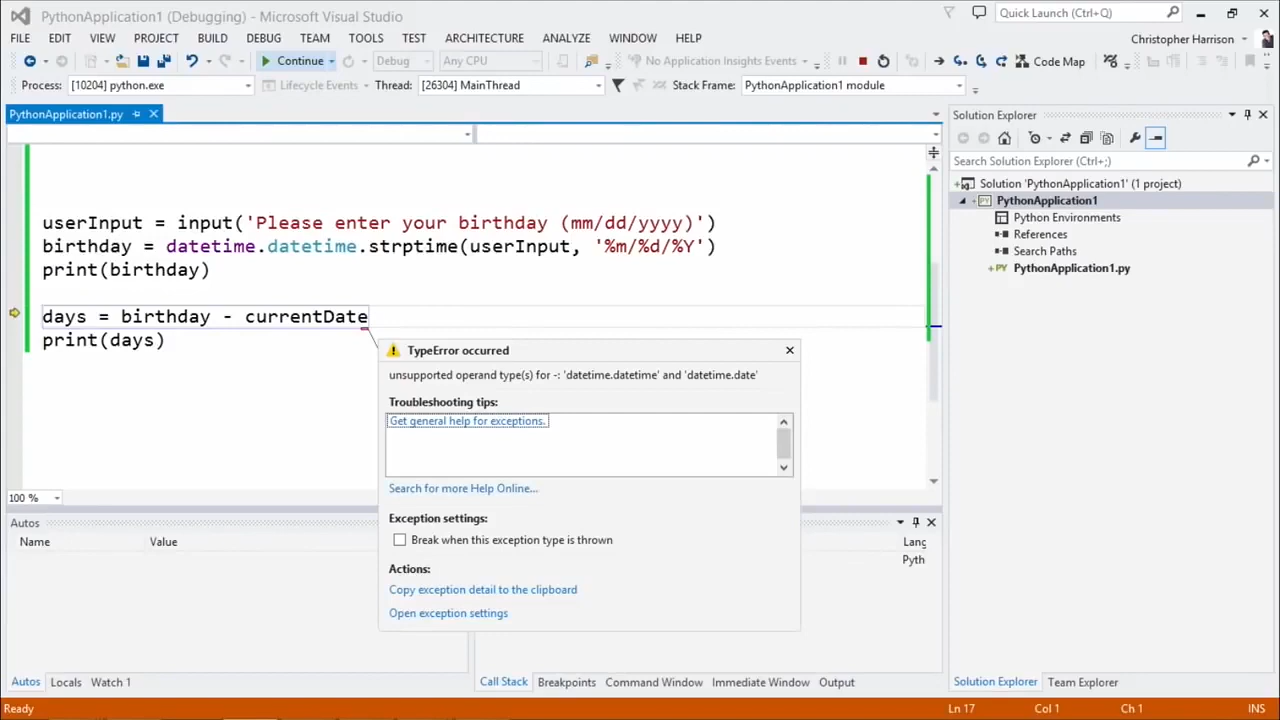 PythonApplication1 (Debugging) - Microsoft Visual Studio
Quick Launch (Ctrl+Q)
FILE EDIT VIEW PROJECT BUILD DEBUG TEAM TOOLS TEST ARCHITECTURE ANALYZE WINDOW HELP
Christopher Harrison
Continue Debug Any CPU No Application Insights Events Code Map
Process: [10204] python.exe Lifecycle Events Thread: [26304] MainThread Stack Frame: PythonApplication1 module
PythonApplication1.py
userInput = input('Please enter your birthday (mm/dd/yyyy)')
birthday = datetime.datetime.strptime(userInput, '%m/%d/%Y')
print(birthday)
days = birthday - currentDate
print(days)
TypeError occurred
unsupported operand type(s) for -: 'datetime.datetime' and 'datetime.date'
Troubleshooting tips:
Get general help for exceptions.
Search for more Help Online...
Exception settings:
Break when this exception type is thrown
Actions:
Copy exception detail to the clipboard
Open exception settings
100 %
Autos
Name Value
Lang
Pyth
Autos Locals Watch 1
Call Stack Breakpoints Command Window Immediate Window Output
Solution Explorer
Search Solution Explorer (Ctrl+;)
Solution 'PythonApplication1' (1 project)
PythonApplication1
Python Environments
References
Search Paths
PythonApplication1.py
Solution Explorer Team Explorer
Ready Ln 17 Col 1 Ch 1 INS